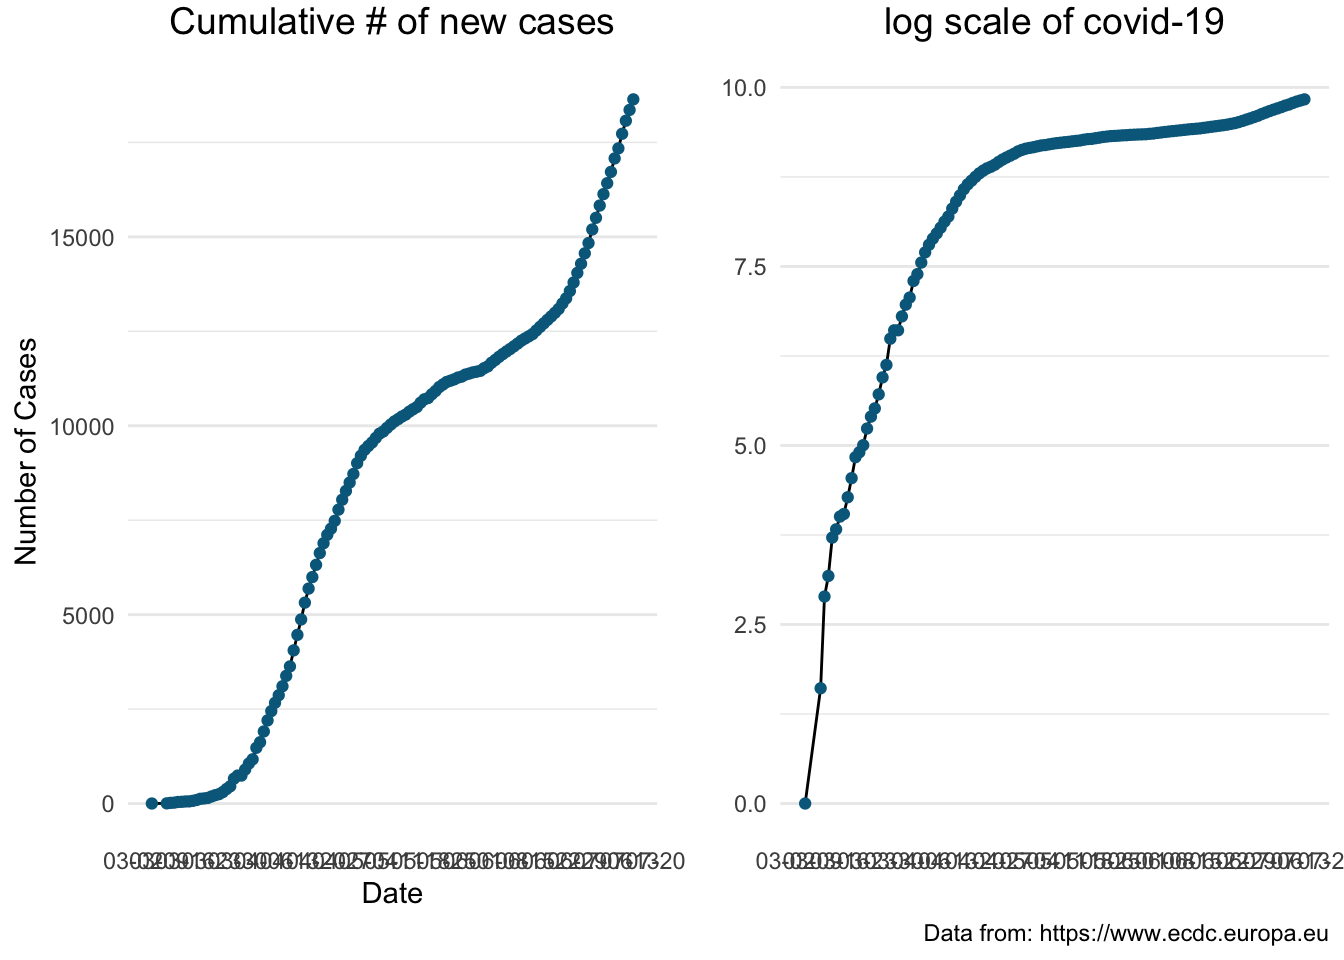 Cumulative # of new cases
log scale of covid-19
Number of Cases
15000
10000
5000
0
10.0
7.5
5.0
2.5
0.0
Date
Data from: https://www.ecdc.europa.eu